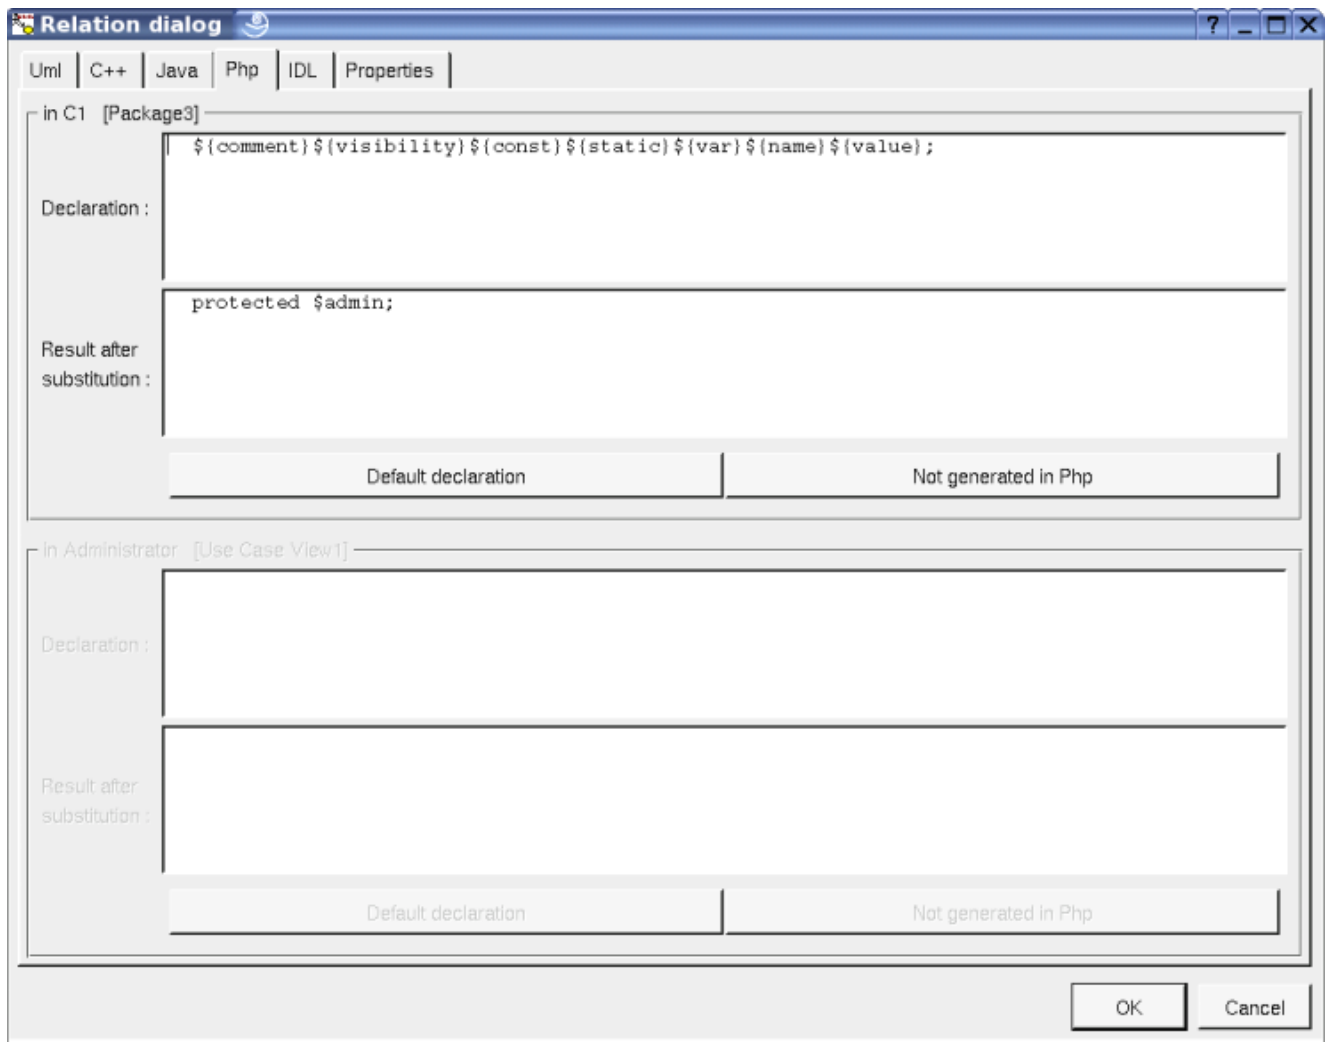 Relation dialog
?
Uml C++ Java Php IDL Properties
in C1 [Package3]
Declaration :
${comment}${visibility}${const}${static}${var}${name}${value};
Result after
substitution :
protected $admin;
Default declaration Not generated in Php
in Administrator [Use Case View1]
Declaration :
Result after
substitution :
Default declaration Not generated in Php
OK Cancel